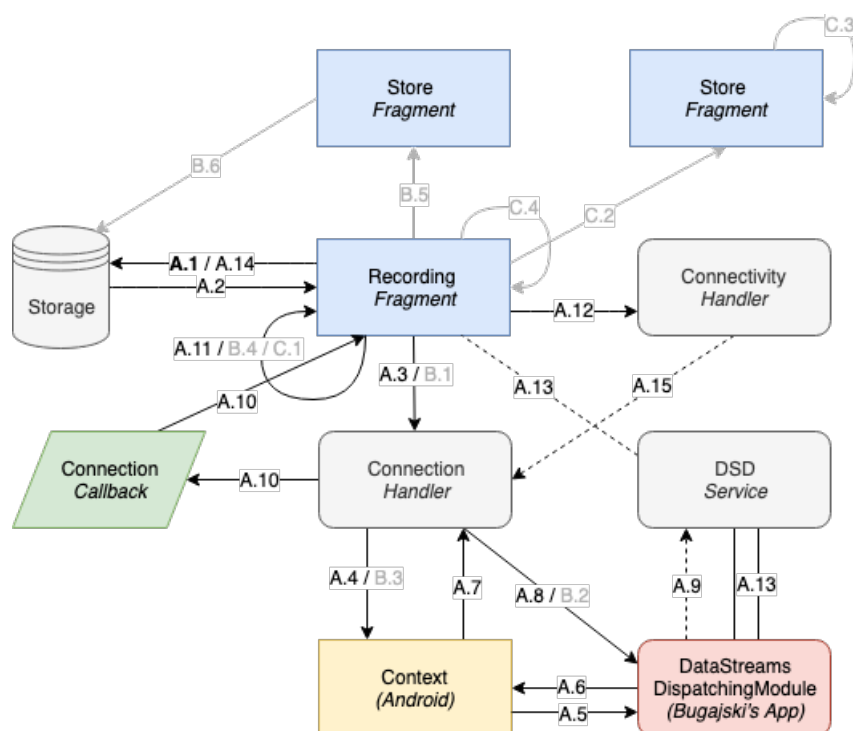 C.3
Store
Fragment
Store
Fragment
B.6
B.5
C.4
C.2
A.1 / A.14
Recording
Fragment
Connectivity
Handler
A.2
Storage
A.12
A.11 / B.4 / C.1
A.3 / B.1
A.13
A.15
A.10
Connection
Callback
A.10
Connection
Handler
DSD
Service
A.4 / B.3
A.7
A.8 / B.2
A.9
A.13
Context
(Android)
A.6
A.5
DataStreams
DispatchingModule
(Bugajski's App)